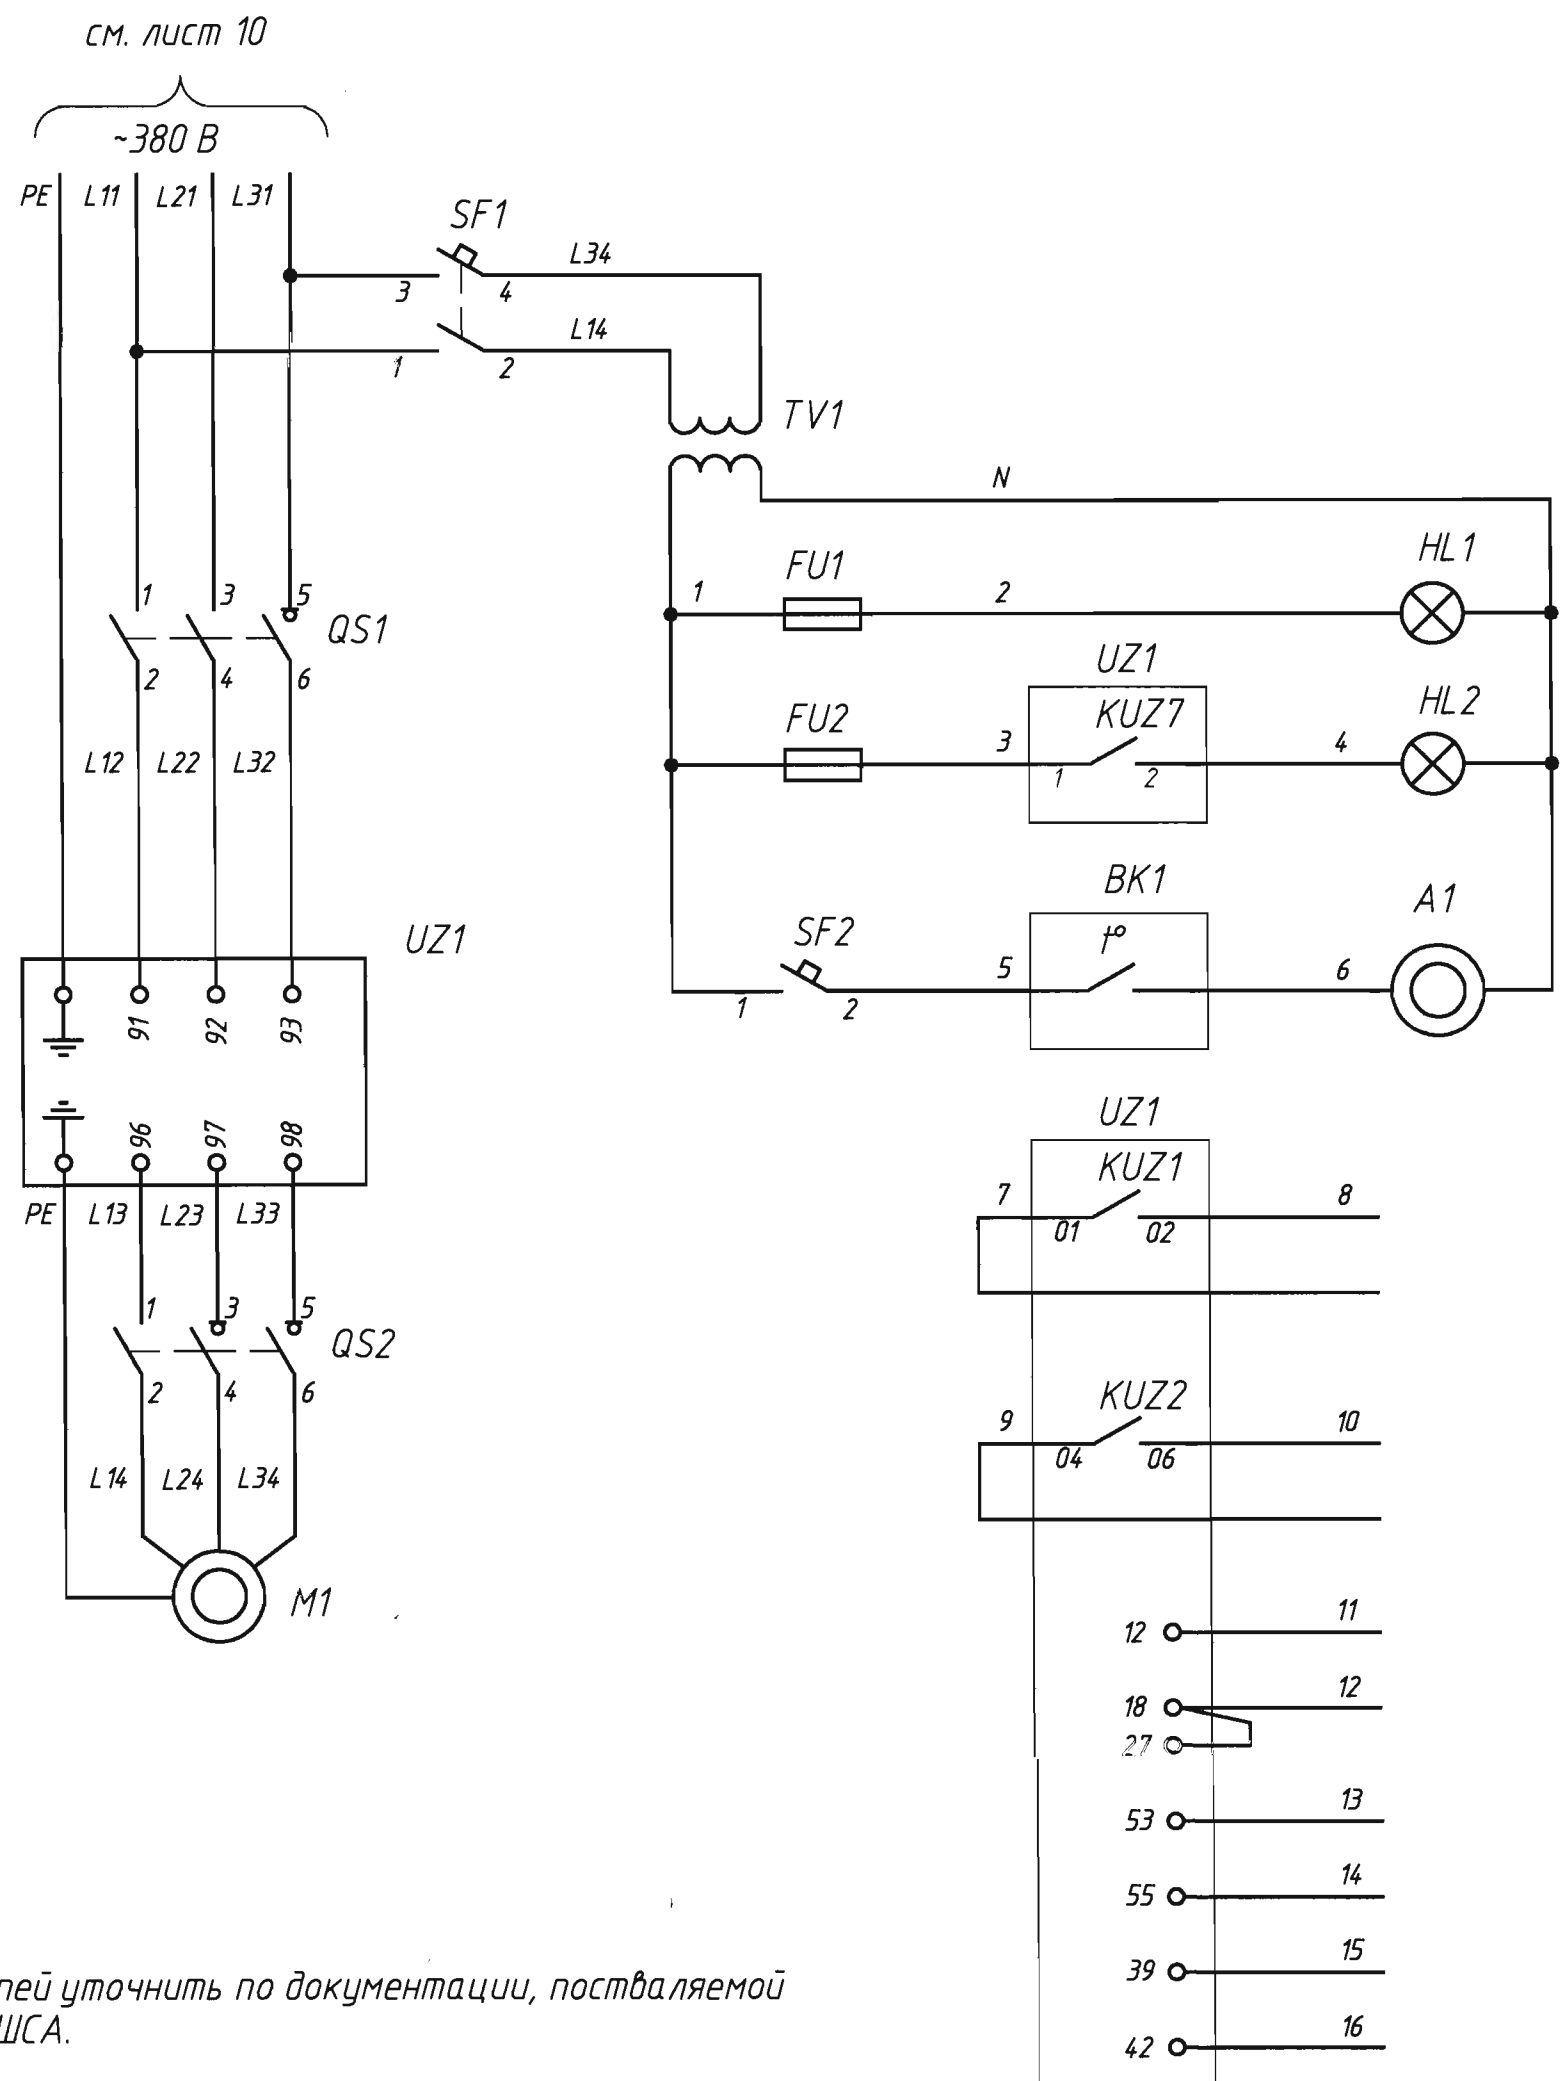 см. лист 10
~380 В
PE L11 L21 L31
SF1
L34
3 4
L14
1 2
TV1
N
FU1
HL1
1 2
1 3 5
QS1
2 4 6
UZ1
FU2
KUZ7
HL2
3 4
1 2
L12 L22 L32
BK1
A1
SF2
t°
5 6
1 2
UZ1
91 92 93
96 97 98
PE L13 L23 L33
1 3 5
QS2
2 4 6
L14 L24 L34
M1
UZ1
KUZ1
7 8
01 02
KUZ2
9 10
04 06
11
12
12
18
27
13
53
14
55
15
39
16
42
пей уточнить по документации, постваляемой
ШСА.